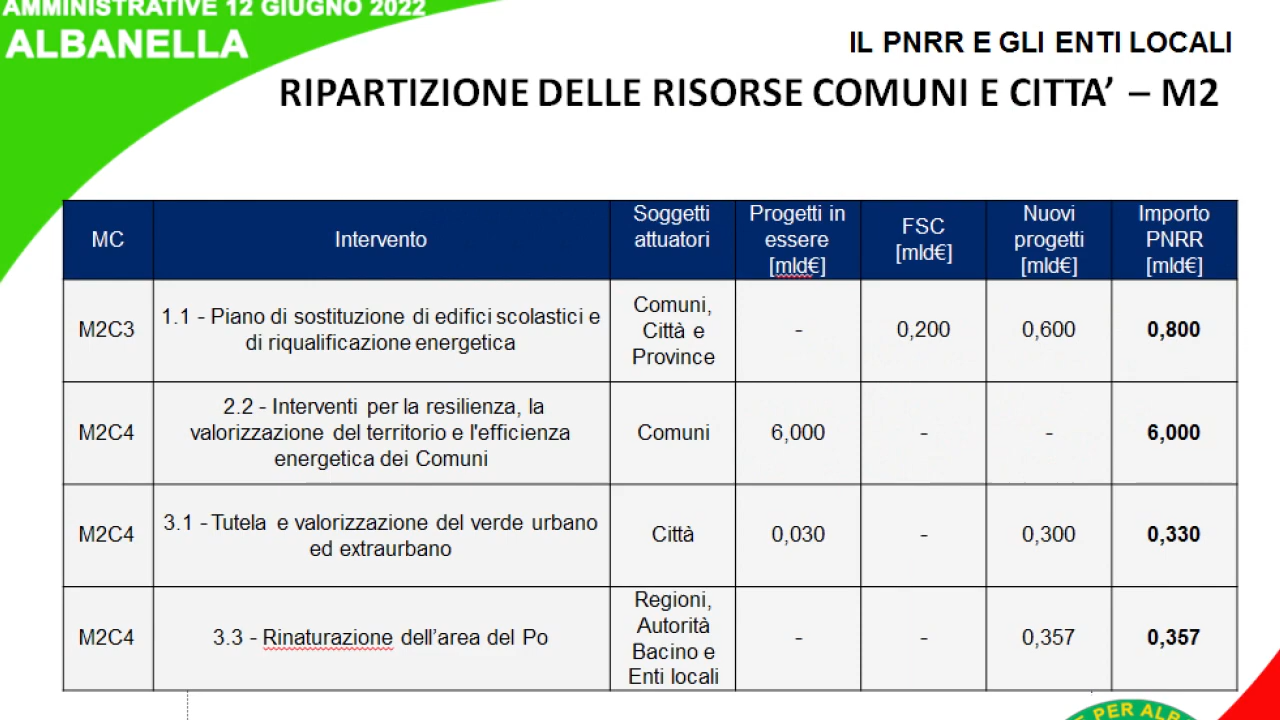 AMMINISTRATIVE 12 GIUGNO 2022
ALBANELLA
IL PNRR E GLI ENTI LOCALI
RIPARTIZIONE DELLE RISORSE COMUNI E CITTA’ – M2
MC
Intervento
Soggetti
attuatori
Progetti in
essere
[mld€]
FSC
[mld€]
Nuovi
progetti
[mld€]
Importo
PNRR
[mld€]
M2C3
1.1 - Piano di sostituzione di edifici scolastici e
di riqualificazione energetica
Comuni,
Città e
Province
-
0,200
0,600
0,800
M2C4
2.2 - Interventi per la resilienza, la
valorizzazione del territorio e l'efficienza
energetica dei Comuni
Comuni
6,000
-
-
6,000
M2C4
3.1 - Tutela e valorizzazione del verde urbano
ed extraurbano
Città
0,030
-
0,300
0,330
M2C4
3.3 - Rinaturazione dell’area del Po
Regioni,
Autorità
Bacino e
Enti locali
-
-
0,357
0,357
PER ALB